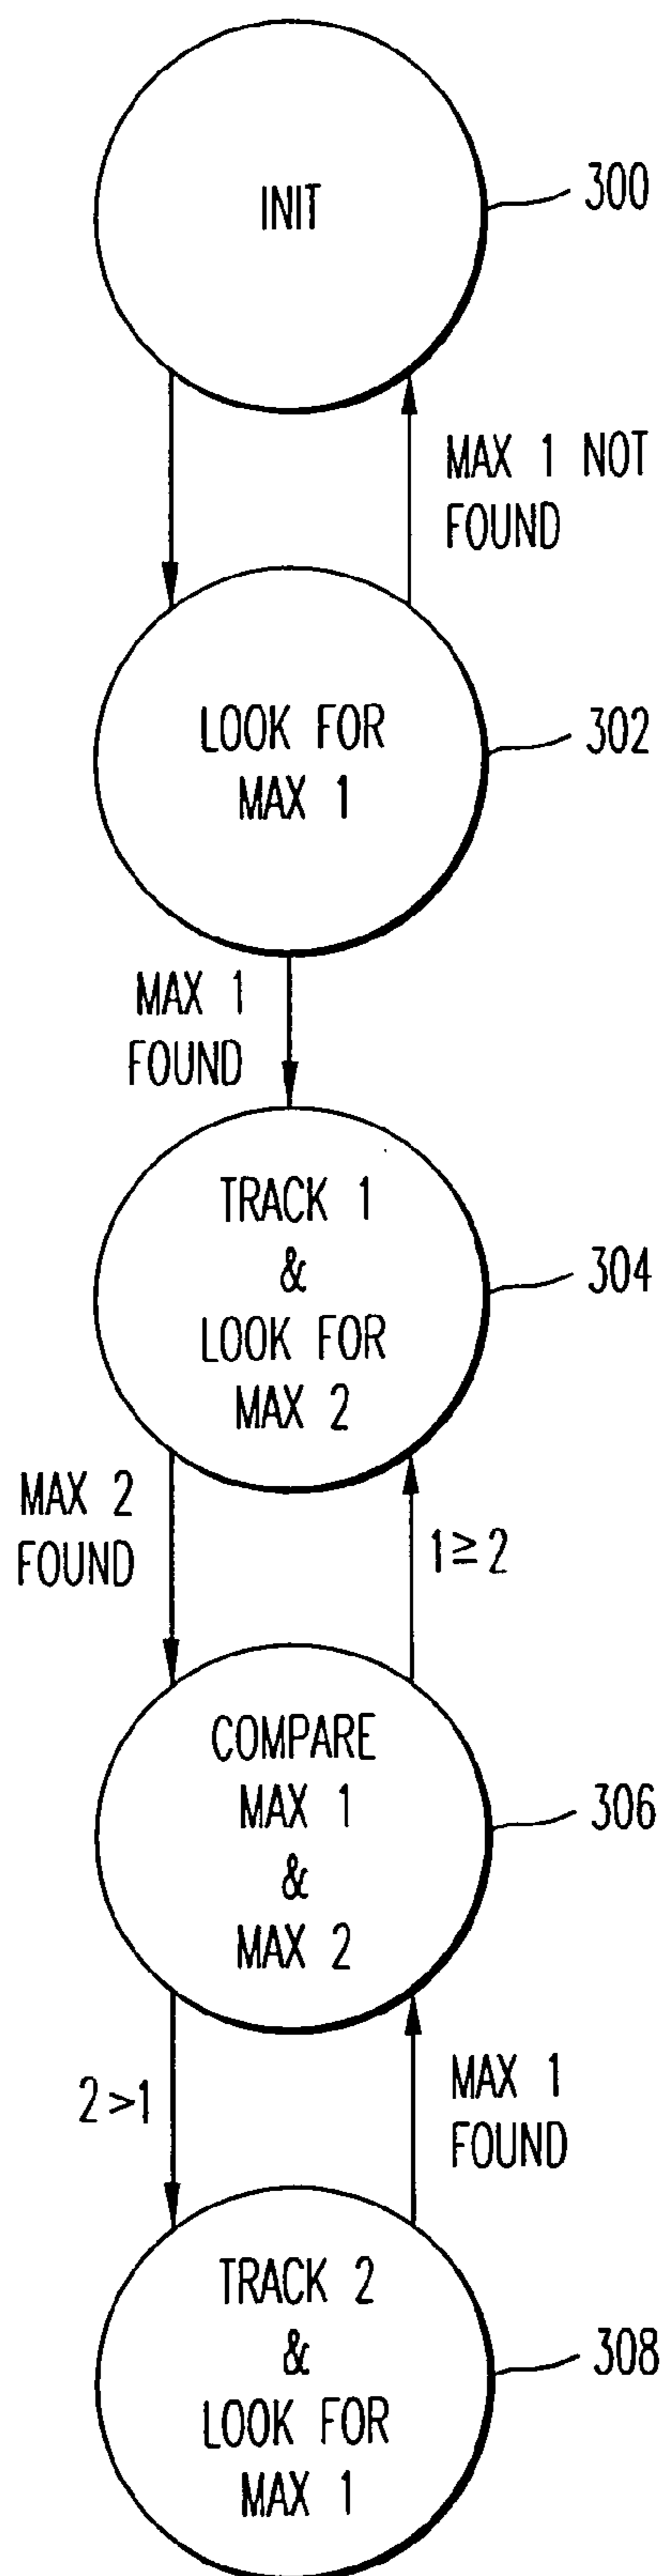 INIT
300
MAX 1 NOT
FOUND
LOOK FOR
MAX 1
302
MAX 1
FOUND
TRACK 1
&
LOOK FOR
MAX 2
304
MAX 2
FOUND
1≧2
COMPARE
MAX 1
&
MAX 2
306
2>1
MAX 1
FOUND
TRACK 2
&
LOOK FOR
MAX 1
308